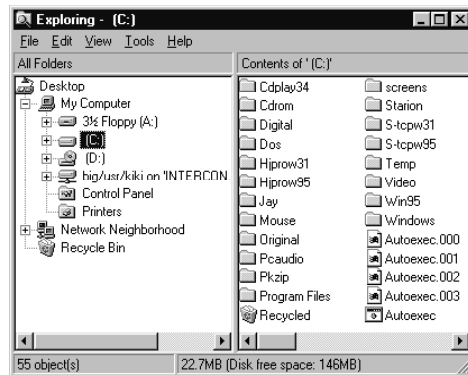 Exploring - (C:)
File Edit View Tools Help
All Folders
Contents of '(C:)'
Desktop
My Computer
3½ Floppy (A:)
(C:)
(D:)
big/usr/kiki on 'INTERCON
Control Panel
Printers
Network Neighborhood
Recycle Bin
Cdplay34
Cdrom
Digital
Dos
Hjprow31
Hjprow95
Jay
Mouse
Original
Pcaudio
Pkzip
Program Files
Recycled
screens
Starion
S-tcpw31
S-tcpw95
Temp
Video
Win95
Windows
Autoexec.000
Autoexec.001
Autoexec.002
Autoexec.003
Autoexec
55 object(s)
22.7MB (Disk free space: 146MB)